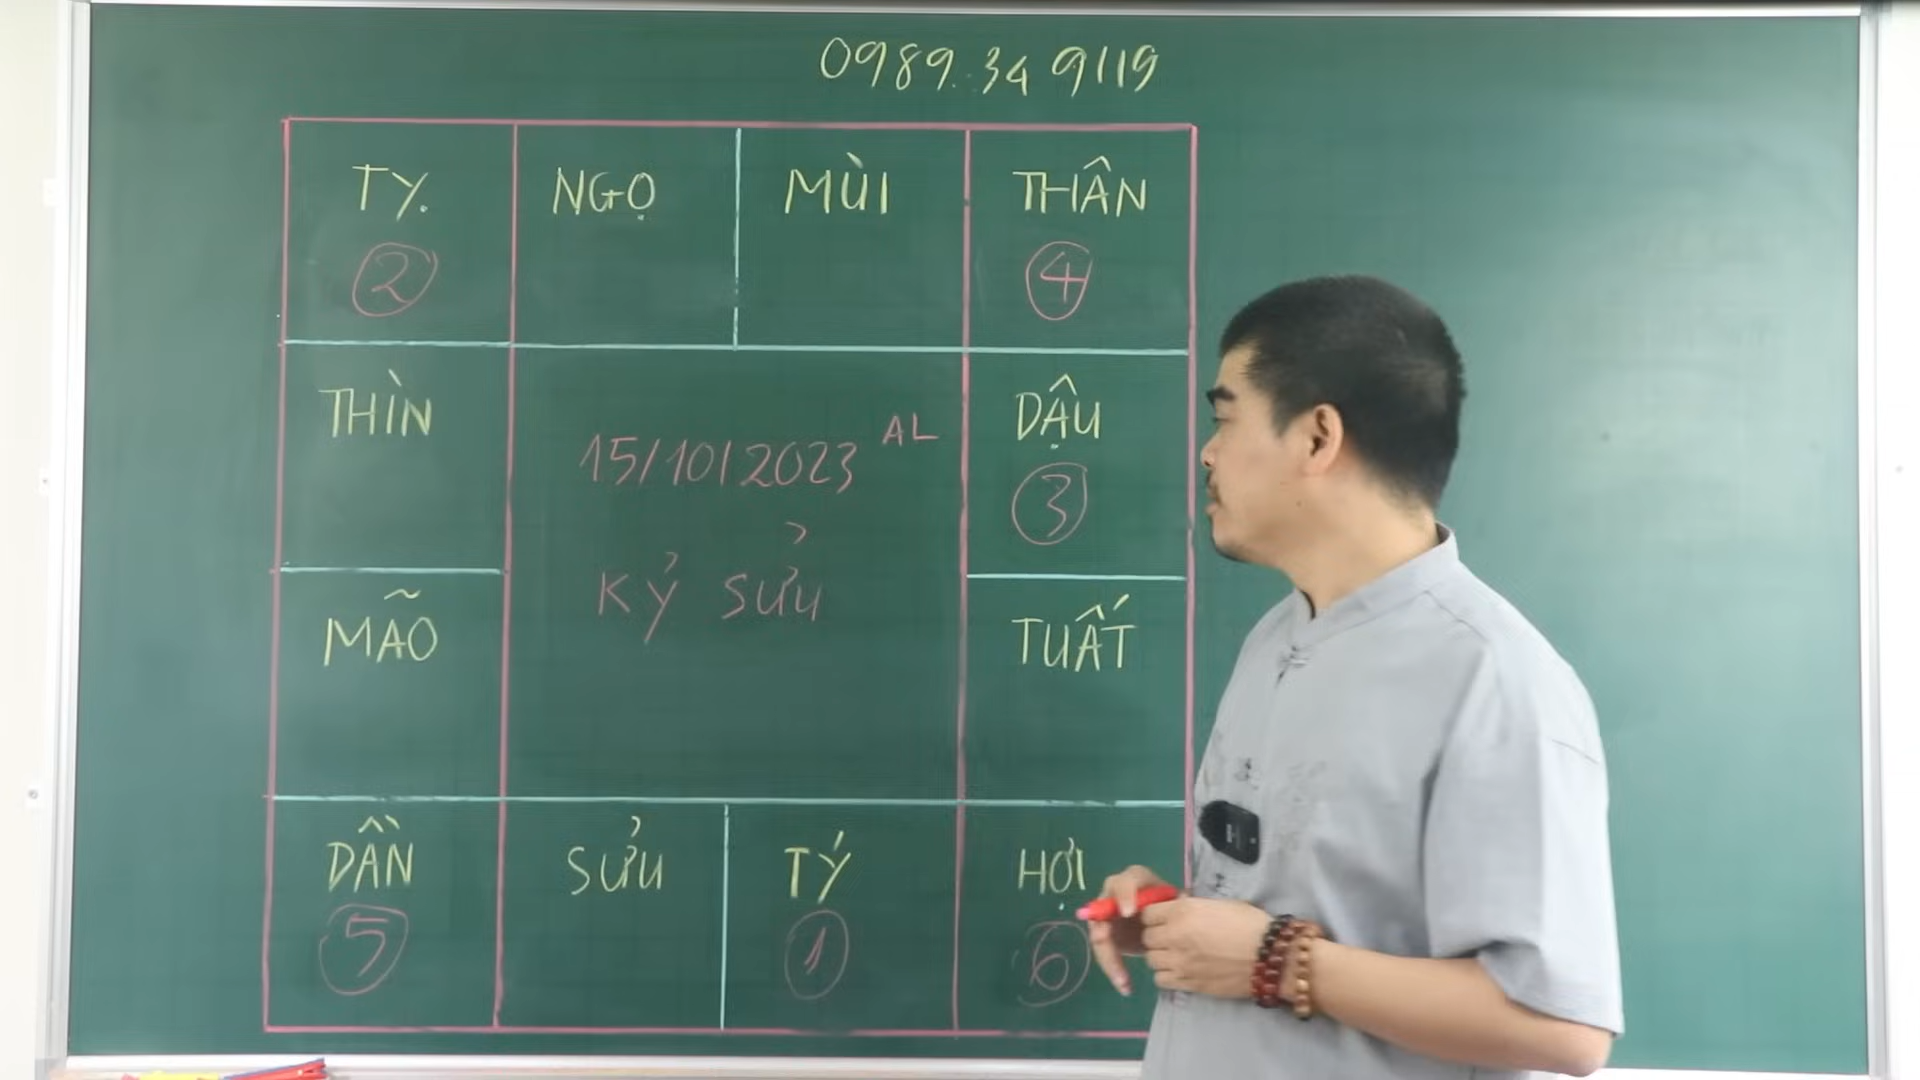 0989.34 9119
TỴ NGỌ MÙI THÂN
2 4
THÌN DẬU
15/10/2023 AL
3
KỶ SỬU
MÃO TUẤT
DẦN SỬU TÝ HỢI
5 1 6